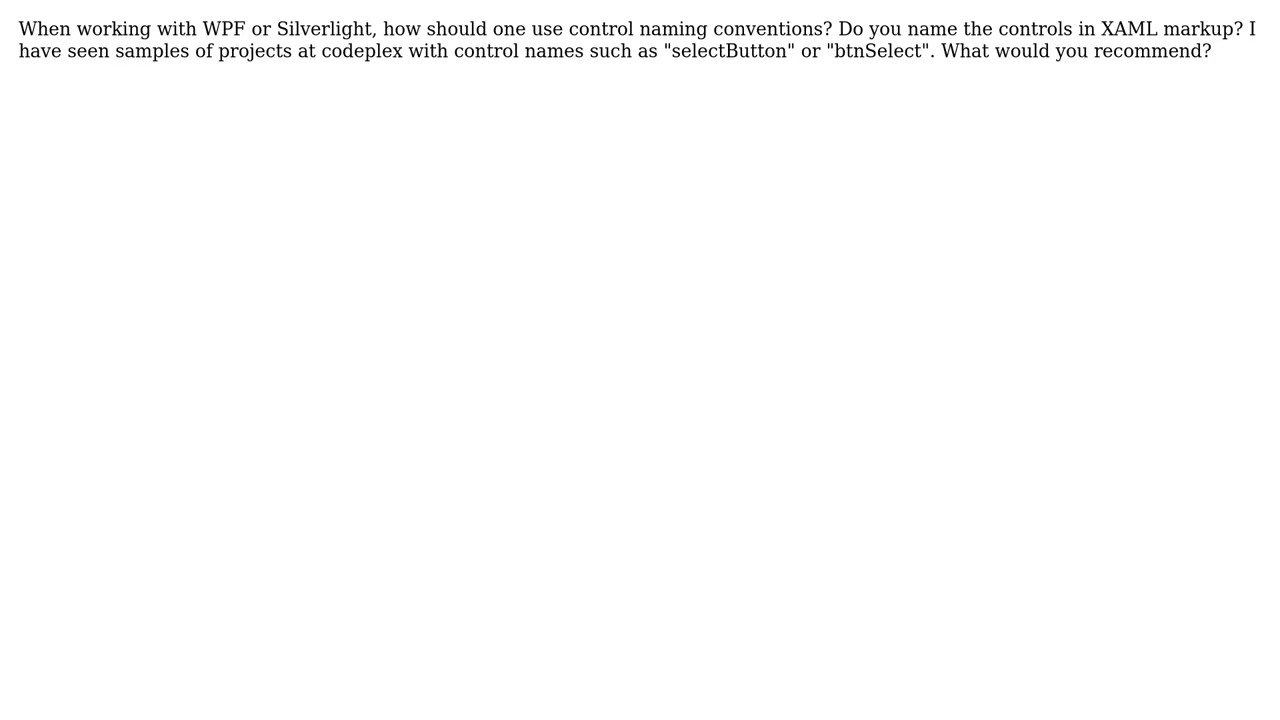 When working with WPF or Silverlight, how should one use control naming conventions? Do you name the controls in XAML markup? I
have seen samples of projects at codeplex with control names such as "selectButton" or "btnSelect". What would you recommend?